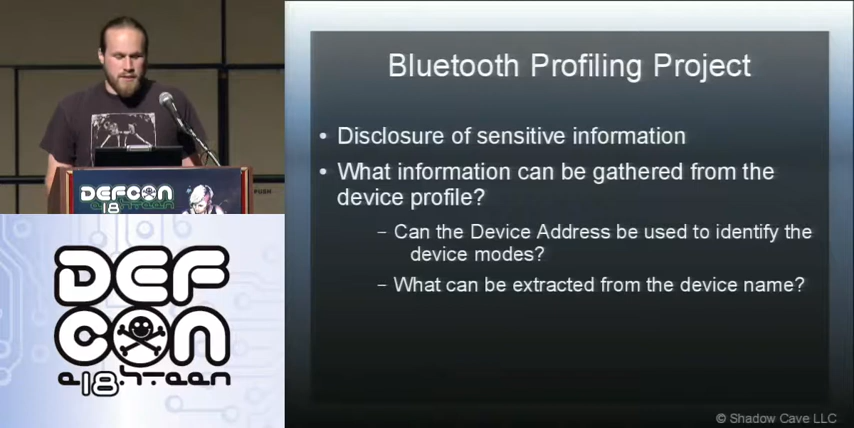 Bluetooth Profiling Project
• Disclosure of sensitive information
• What information can be gathered from the
device profile?
– Can the Device Address be used to identify the
device modes?
– What can be extracted from the device name?
© Shadow Cave LLC
DEFCON
18
PUSH
DEF
CON
e18hteen